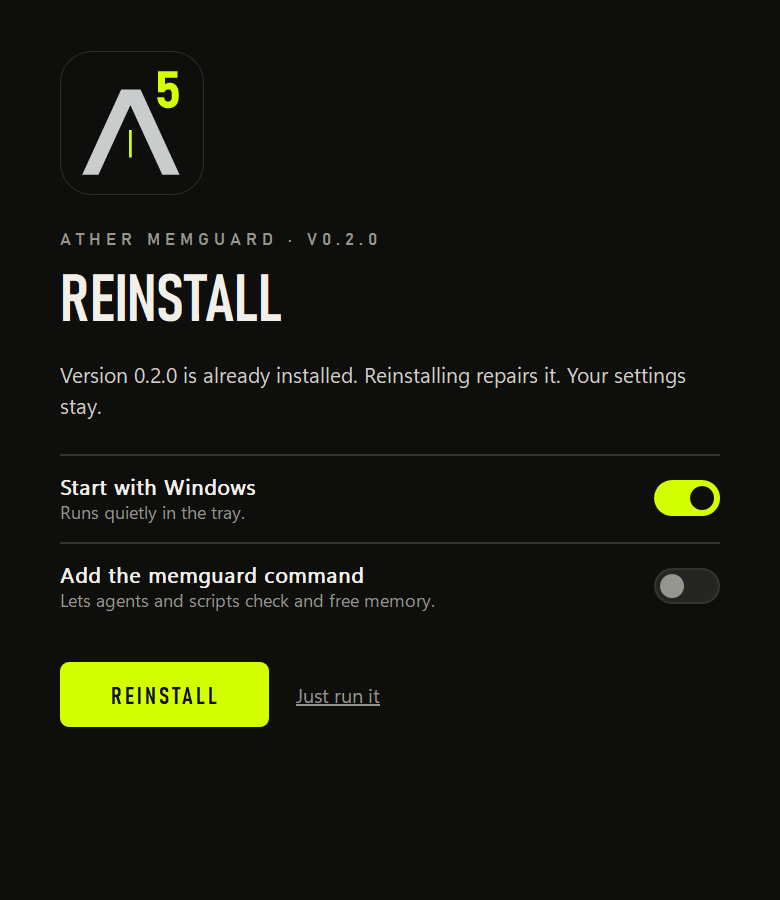 5
ATHER MEMGUARD · V0.2.0
REINSTALL
Version 0.2.0 is already installed. Reinstalling repairs it. Your settings
stay.
Start with Windows
Runs quietly in the tray.
Add the memguard command
Lets agents and scripts check and free memory.
REINSTALL
Just run it